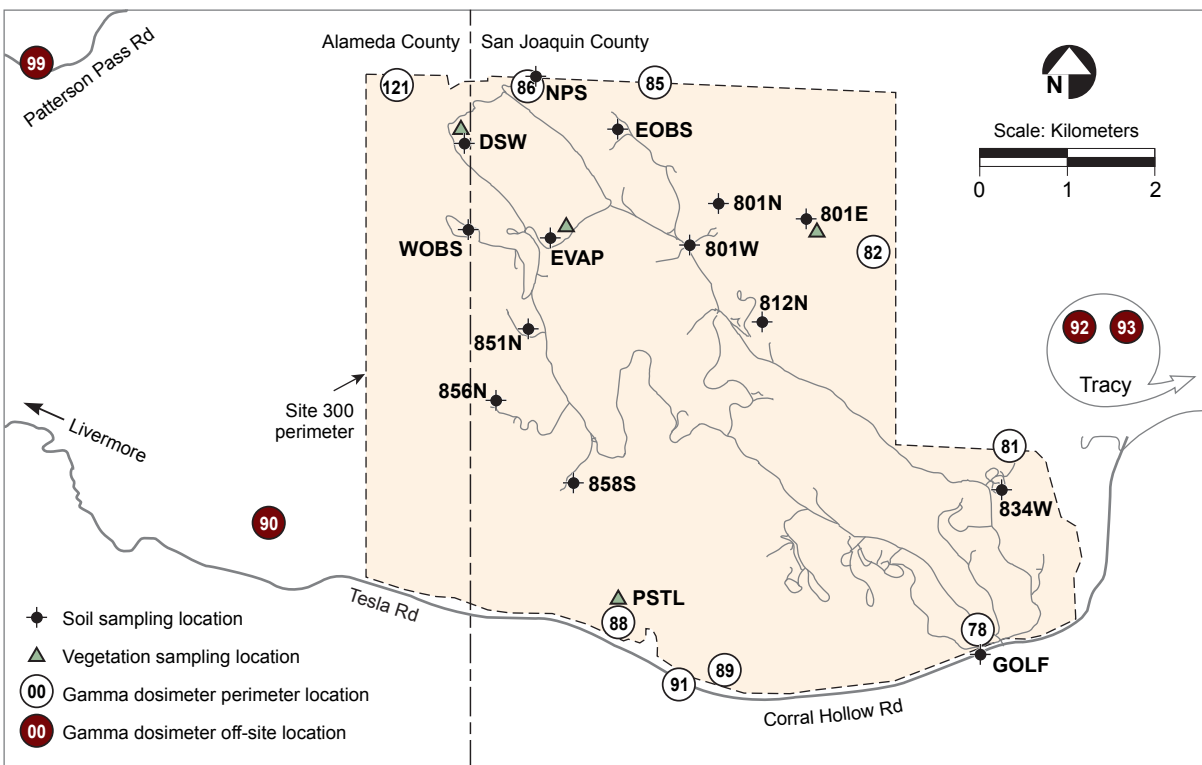 Alameda County
San Joaquin County
99
Patterson Pass Rd
121
86
NPS
85
N
Scale: Kilometers
0 1 2
DSW
EOBS
801N
801E
WOBS
EVAP
801W
82
812N
851N
92
93
Tracy
856N
Site 300
perimeter
Livermore
81
858S
834W
90
PSTL
Tesla Rd
88
78
GOLF
89
91
Corral Hollow Rd
Soil sampling location
Vegetation sampling location
00 Gamma dosimeter perimeter location
00 Gamma dosimeter off-site location